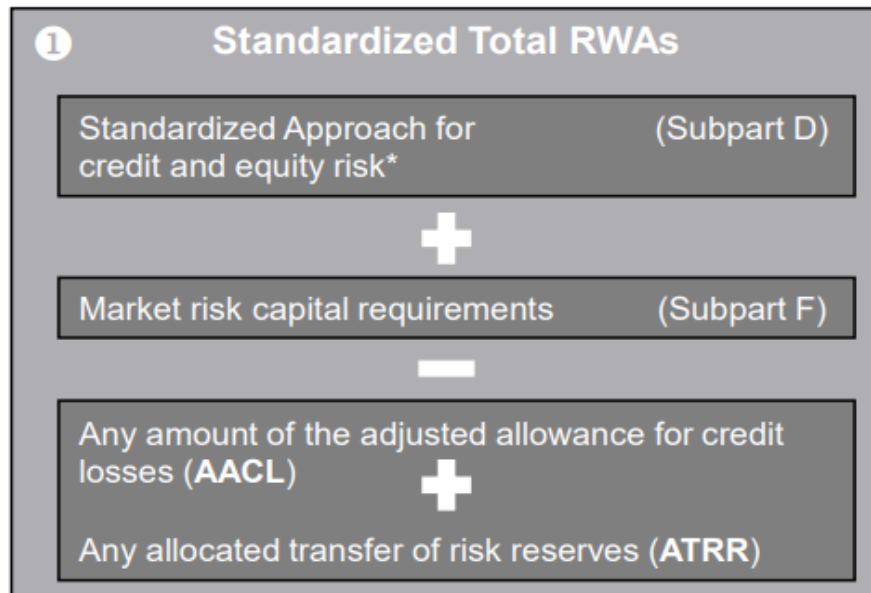 ❶ Standardized Total RWAs
Standardized Approach for (Subpart D)
credit and equity risk*
+
Market risk capital requirements (Subpart F)
−
Any amount of the adjusted allowance for credit
losses (AACL)
+
Any allocated transfer of risk reserves (ATRR)